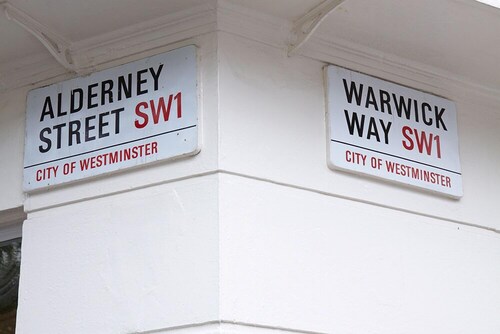 ALDERNEY
STREET SW1
CITY OF WESTMINSTER
WARWICK
WAY SW1
CITY OF WESTMINSTER